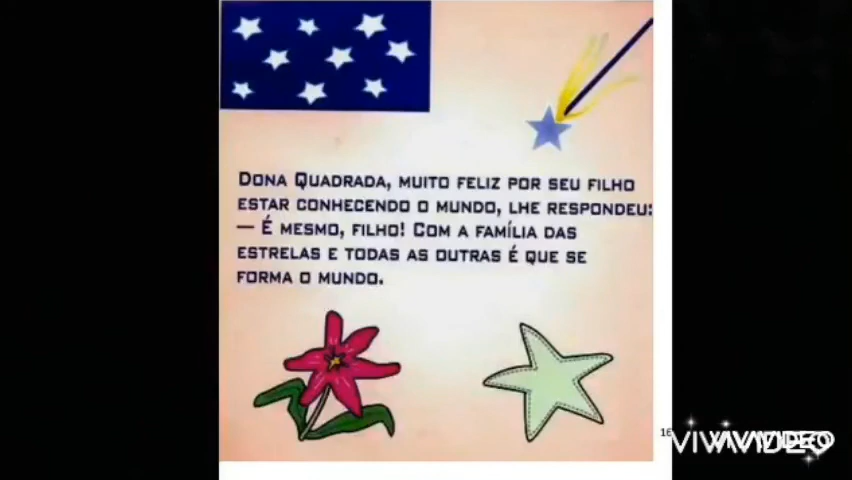 Dona Quadrada, muito feliz por seu filho
estar conhecendo o mundo, lhe respondeu:
— É mesmo, filho! Com a família das
estrelas e todas as outras é que se
forma o mundo.
16
VIVAVIDEO